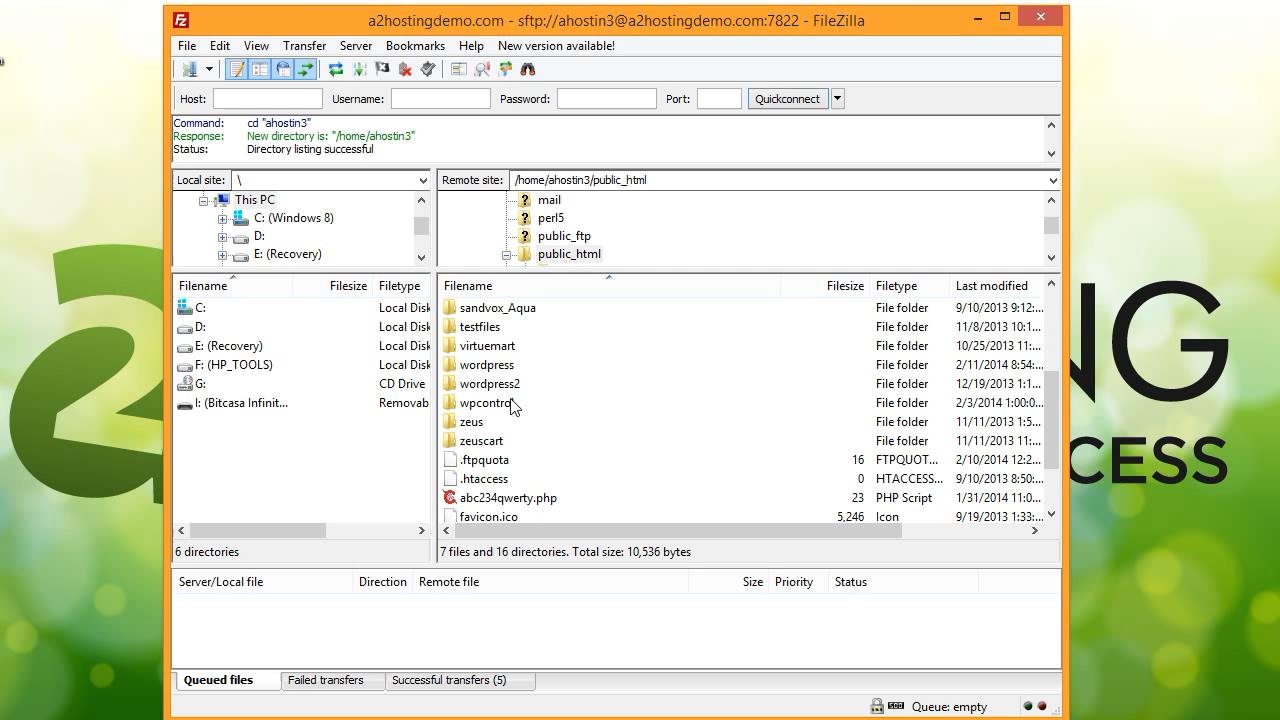 a2hostingdemo.com - sftp://ahostin3@a2hostingdemo.com:7822 - FileZilla
File Edit View Transfer Server Bookmarks Help New version available!
Host: Username: Password: Port: Quickconnect
Command: cd "ahostin3"
Response: New directory is: "/home/ahostin3"
Status: Directory listing successful
Local site: \
Remote site: /home/ahostin3/public_html
This PC
C: (Windows 8)
D:
E: (Recovery)
mail
perl5
public_ftp
public_html
Filename Filesize Filetype
C: Local Disk
D: Local Disk
E: (Recovery) Local Disk
F: (HP_TOOLS) Local Disk
G: CD Drive
I: (Bitcasa Infinit... Removab
6 directories
Filename Filesize Filetype Last modified
sandvox_Aqua File folder 9/10/2013 9:12:...
testfiles File folder 11/8/2013 10:1...
virtuemart File folder 10/25/2013 11:...
wordpress File folder 2/11/2014 8:54:...
wordpress2 File folder 12/19/2013 1:1...
wpcontrol File folder 2/3/2014 1:00:0...
zeus File folder 11/11/2013 1:5...
zeuscart File folder 11/11/2013 11:...
.ftpquota 16 FTPQUOT... 2/10/2014 12:2...
.htaccess 0 HTACCESS... 9/10/2013 8:50:...
abc234qwerty.php 23 PHP Script 1/31/2014 11:0...
favicon.ico 5,246 Icon 9/19/2013 1:33:...
7 files and 16 directories. Total size: 10,536 bytes
Server/Local file Direction Remote file Size Priority Status
Queued files Failed transfers Successful transfers (5)
Queue: empty
2
NG
CESS